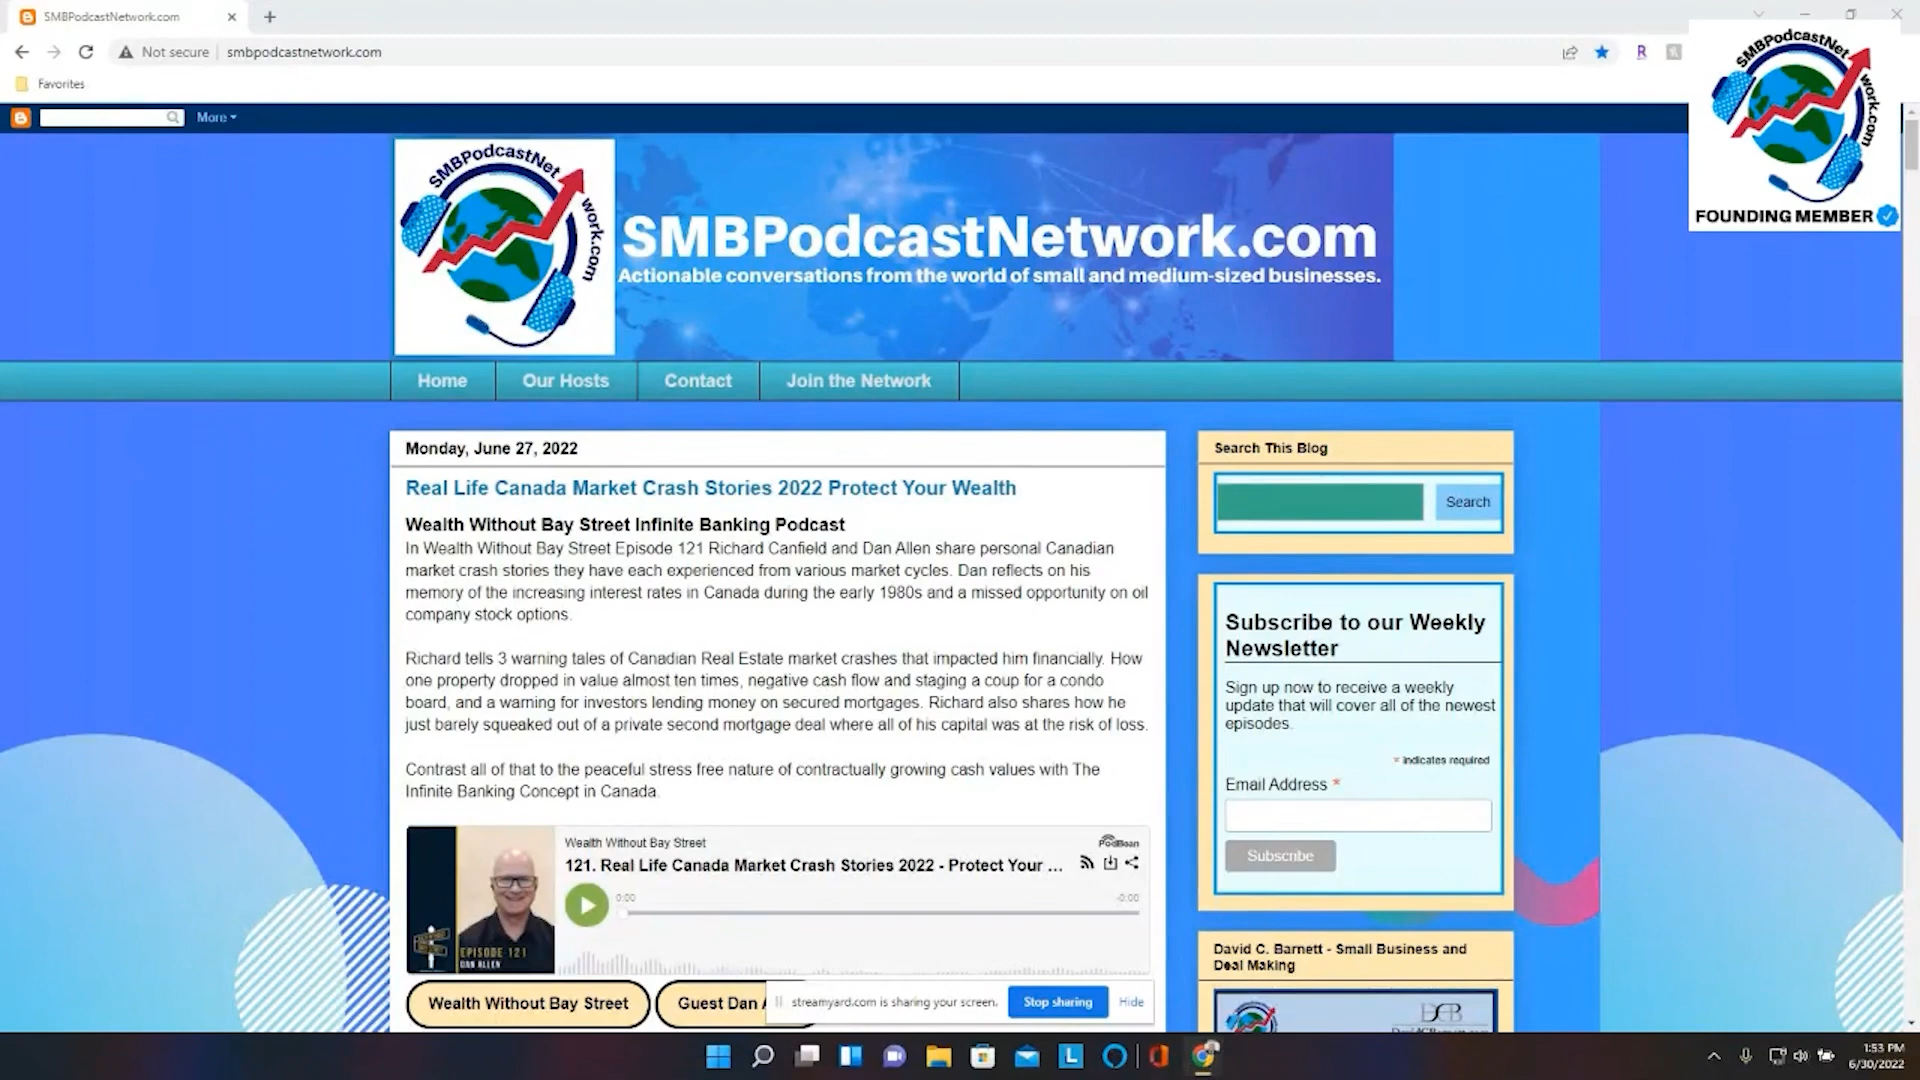 SMBPodcastNetwork.com
Not secure
smbpodcastnetwork.com
R
Favorites
More
SMBPodcastNet
work.com
FOUNDING MEMBER
SMBPodcastNet
work.com
SMBPodcastNetwork.com
Actionable conversations from the world of small and medium-sized businesses.
Home
Our Hosts
Contact
Join the Network
Monday, June 27, 2022
Real Life Canada Market Crash Stories 2022 Protect Your Wealth
Wealth Without Bay Street Infinite Banking Podcast
In Wealth Without Bay Street Episode 121 Richard Canfield and Dan Allen share personal Canadian
market crash stories they have each experienced from various market cycles. Dan reflects on his
memory of the increasing interest rates in Canada during the early 1980s and a missed opportunity on oil
company stock options.
Richard tells 3 warning tales of Canadian Real Estate market crashes that impacted him financially. How
one property dropped in value almost ten times, negative cash flow and staging a coup for a condo
board, and a warning for investors lending money on secured mortgages. Richard also shares how he
just barely squeaked out of a private second mortgage deal where all of his capital was at the risk of loss.
Contrast all of that to the peaceful stress free nature of contractually growing cash values with The
Infinite Banking Concept in Canada.
EPISODE 121
DAN ALLEN
Wealth Without Bay Street
PodBean
121. Real Life Canada Market Crash Stories 2022 - Protect Your ...
0:00
-0:00
Wealth Without Bay Street
Guest Dan
streamyard.com is sharing your screen.
Stop sharing
Hide
Search This Blog
Search
Subscribe to our Weekly
Newsletter
Sign up now to receive a weekly
update that will cover all of the newest
episodes.
* indicates required
Email Address *
Subscribe
David C. Barnett - Small Business and
Deal Making
DCB
L
1:53 PM
6/30/2022